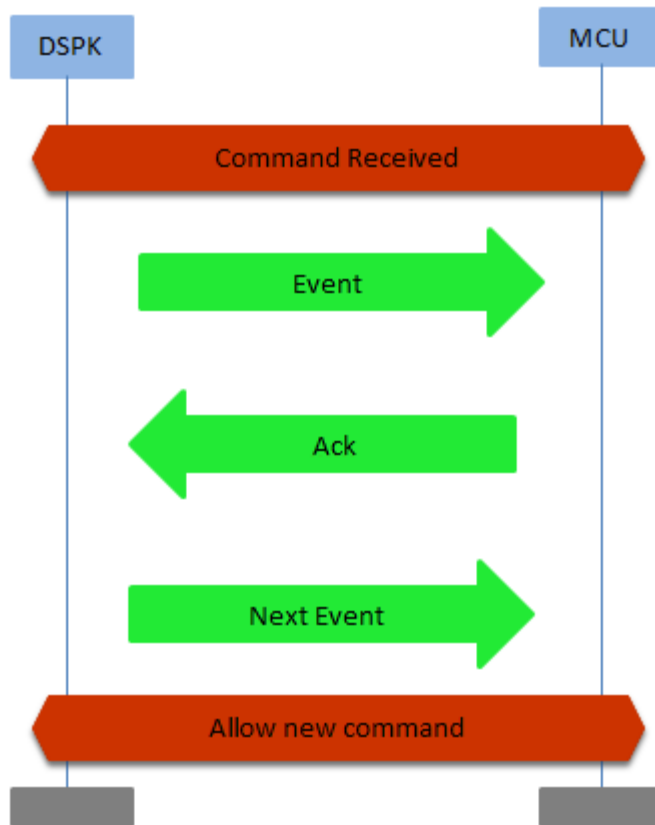 DSPK
MCU
Command Received
Event
Ack
Next Event
Allow new command